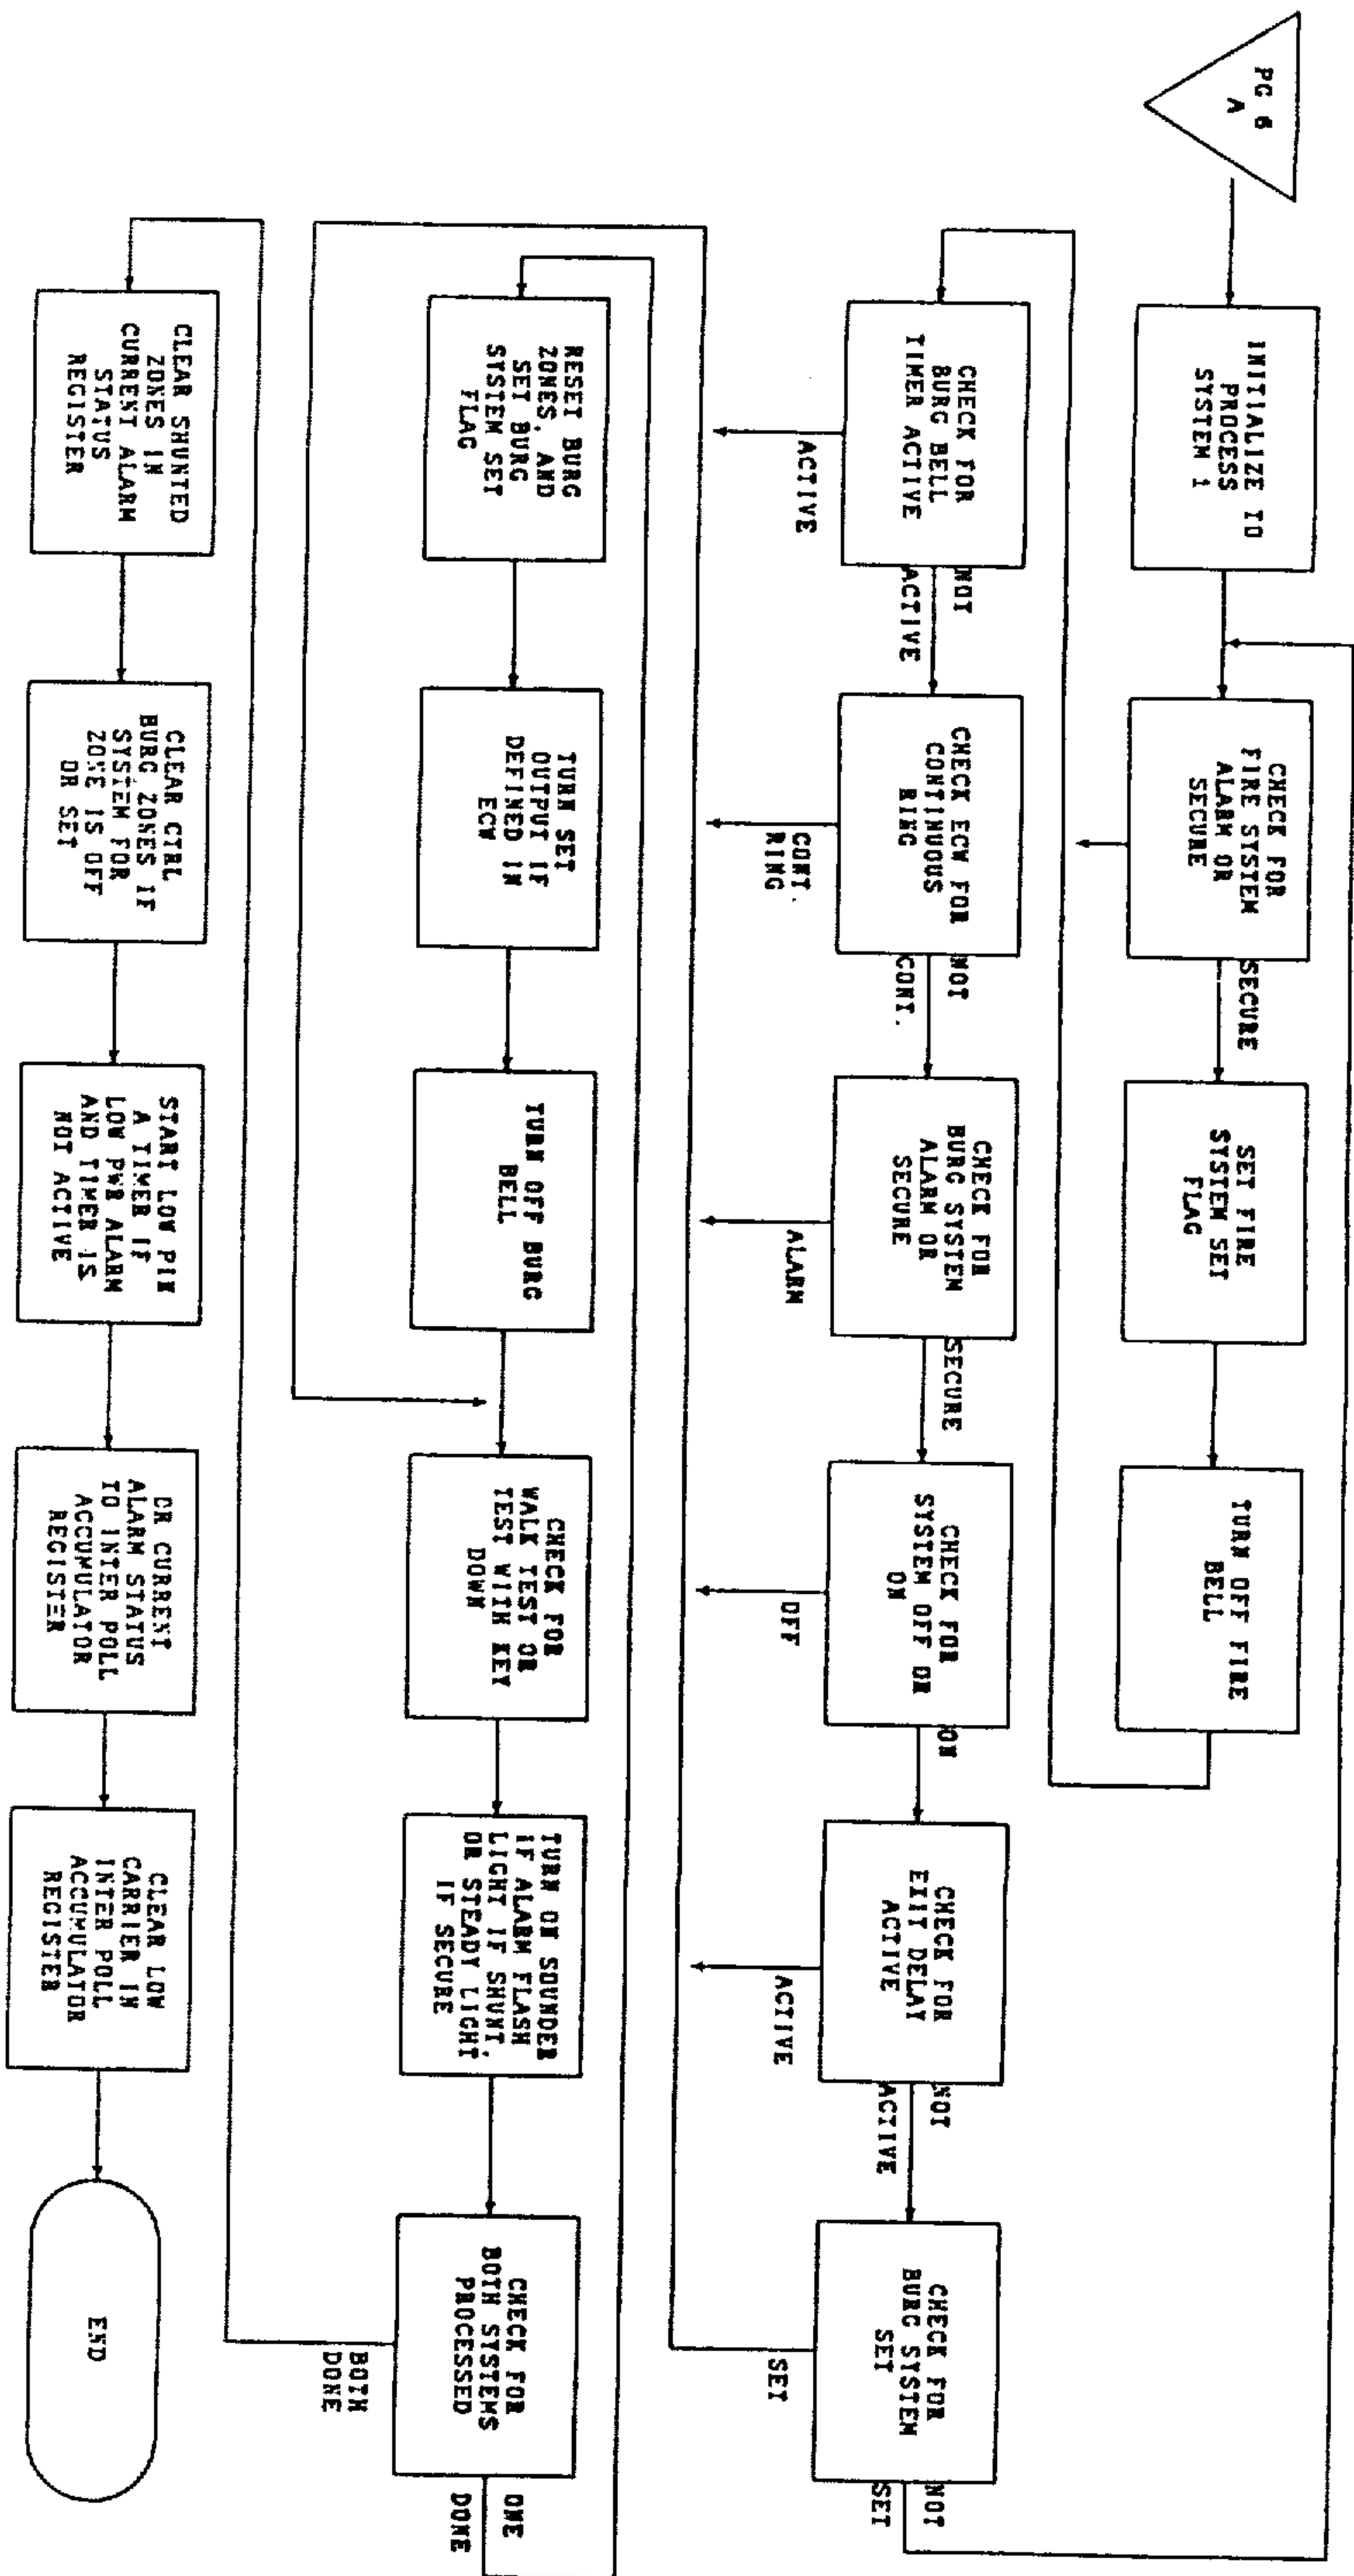 PG 6
A
INITIALIZE TO
PROCESS
SYSTEM 1
CHECK FOR
FIRE SYSTEM
ALARM OR
SECURE
SECURE
SET FIRE
SYSTEM SET
FLAG
TURN OFF FIRE
BELL
CHECK FOR
BURG BELL
TIMER ACTIVE
NOT
ACTIVE
ACTIVE
CHECK ECW FOR
CONTINUOUS
RING
NOT
CONT.
CONT.
RING
CHECK FOR
BURG SYSTEM
ALARM OR
SECURE
SECURE
ALARM
CHECK FOR
SYSTEM OFF OR
ON
ON
OFF
CHECK FOR
EXIT DELAY
ACTIVE
NOT
ACTIVE
ACTIVE
CHECK FOR
BURG SYSTEM
SET
NOT
SET
SET
RESET BURG
ZONES, AND
SET BURG
SYSTEM SET
FLAG
TURN SET
OUTPUT IF
DEFINED IN
ECW
TURN OFF BURG
BELL
CHECK FOR
WALK TEST OR
TEST WITH KEY
DOWN
TURN ON SOUNDER
IF ALARM FLASH
LIGHT IF SHUNT,
OR STEADY LIGHT
IF SECURE
CHECK FOR
BOTH SYSTEMS
PROCESSED
ONE
DONE
BOTH
DONE
CLEAR SHUNTED
ZONES IN
CURRENT ALARM
STATUS
REGISTER
CLEAR CTRL
BURG ZONES IF
SYSTEM FOR
ZONE IS OFF
OR SET
START LOW PIN
A TIMER IF
LOW PWR ALARM
AND TIMER IS
NOT ACTIVE
OR CURRENT
ALARM STATUS
TO INTER POLL
ACCUMULATOR
REGISTER
CLEAR LOW
CARRIER IN
INTER POLL
ACCUMULATOR
REGISTER
END